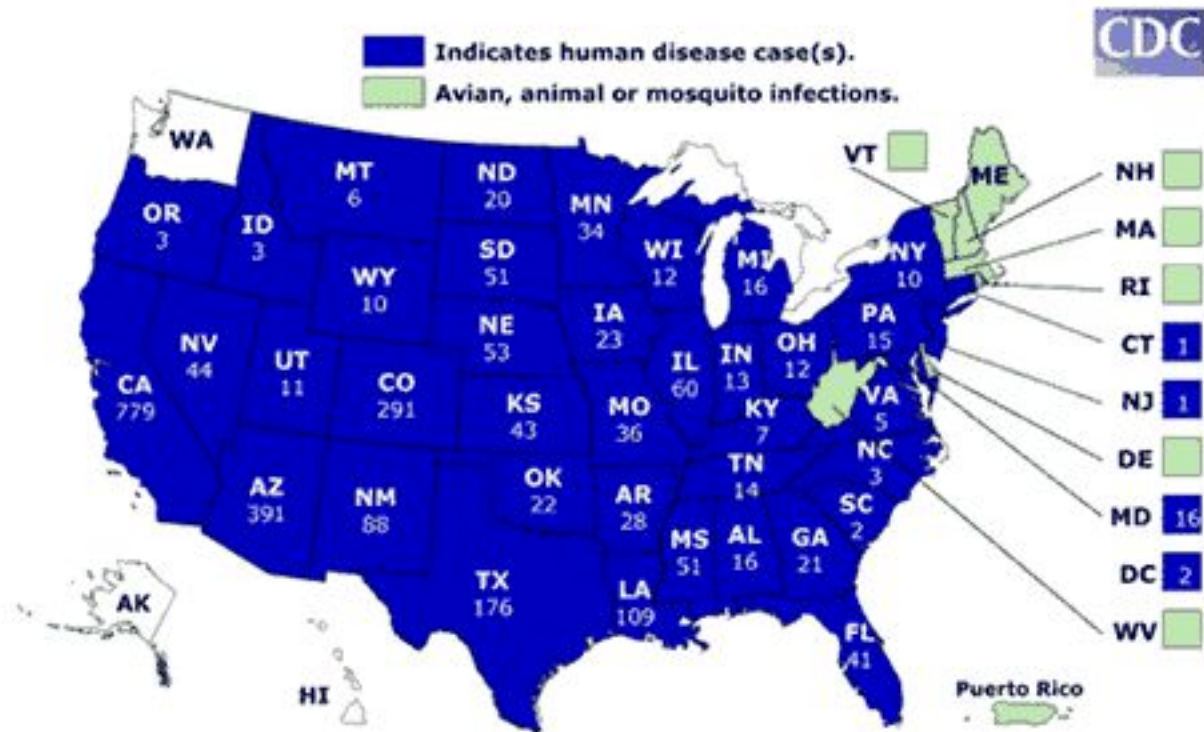 CDC
Indicates human disease case(s).
Avian, animal or mosquito infections.
WA
MT
6
ND
20
MN
34
VT
ME
NH
OR
3
ID
3
WY
10
SD
51
WI
12
MI
16
NY
10
MA
RI
NV
44
UT
11
CO
291
NE
53
IA
23
IL
60
IN
13
OH
12
PA
15
CT
1
CA
779
KS
43
MO
36
KY
7
VA
5
NJ
1
AZ
391
NM
88
OK
22
AR
28
TN
14
NC
3
DE
SC
2
MD
16
TX
176
LA
109
MS
51
AL
16
GA
21
DC
2
AK
HI
FL
41
WV
Puerto Rico